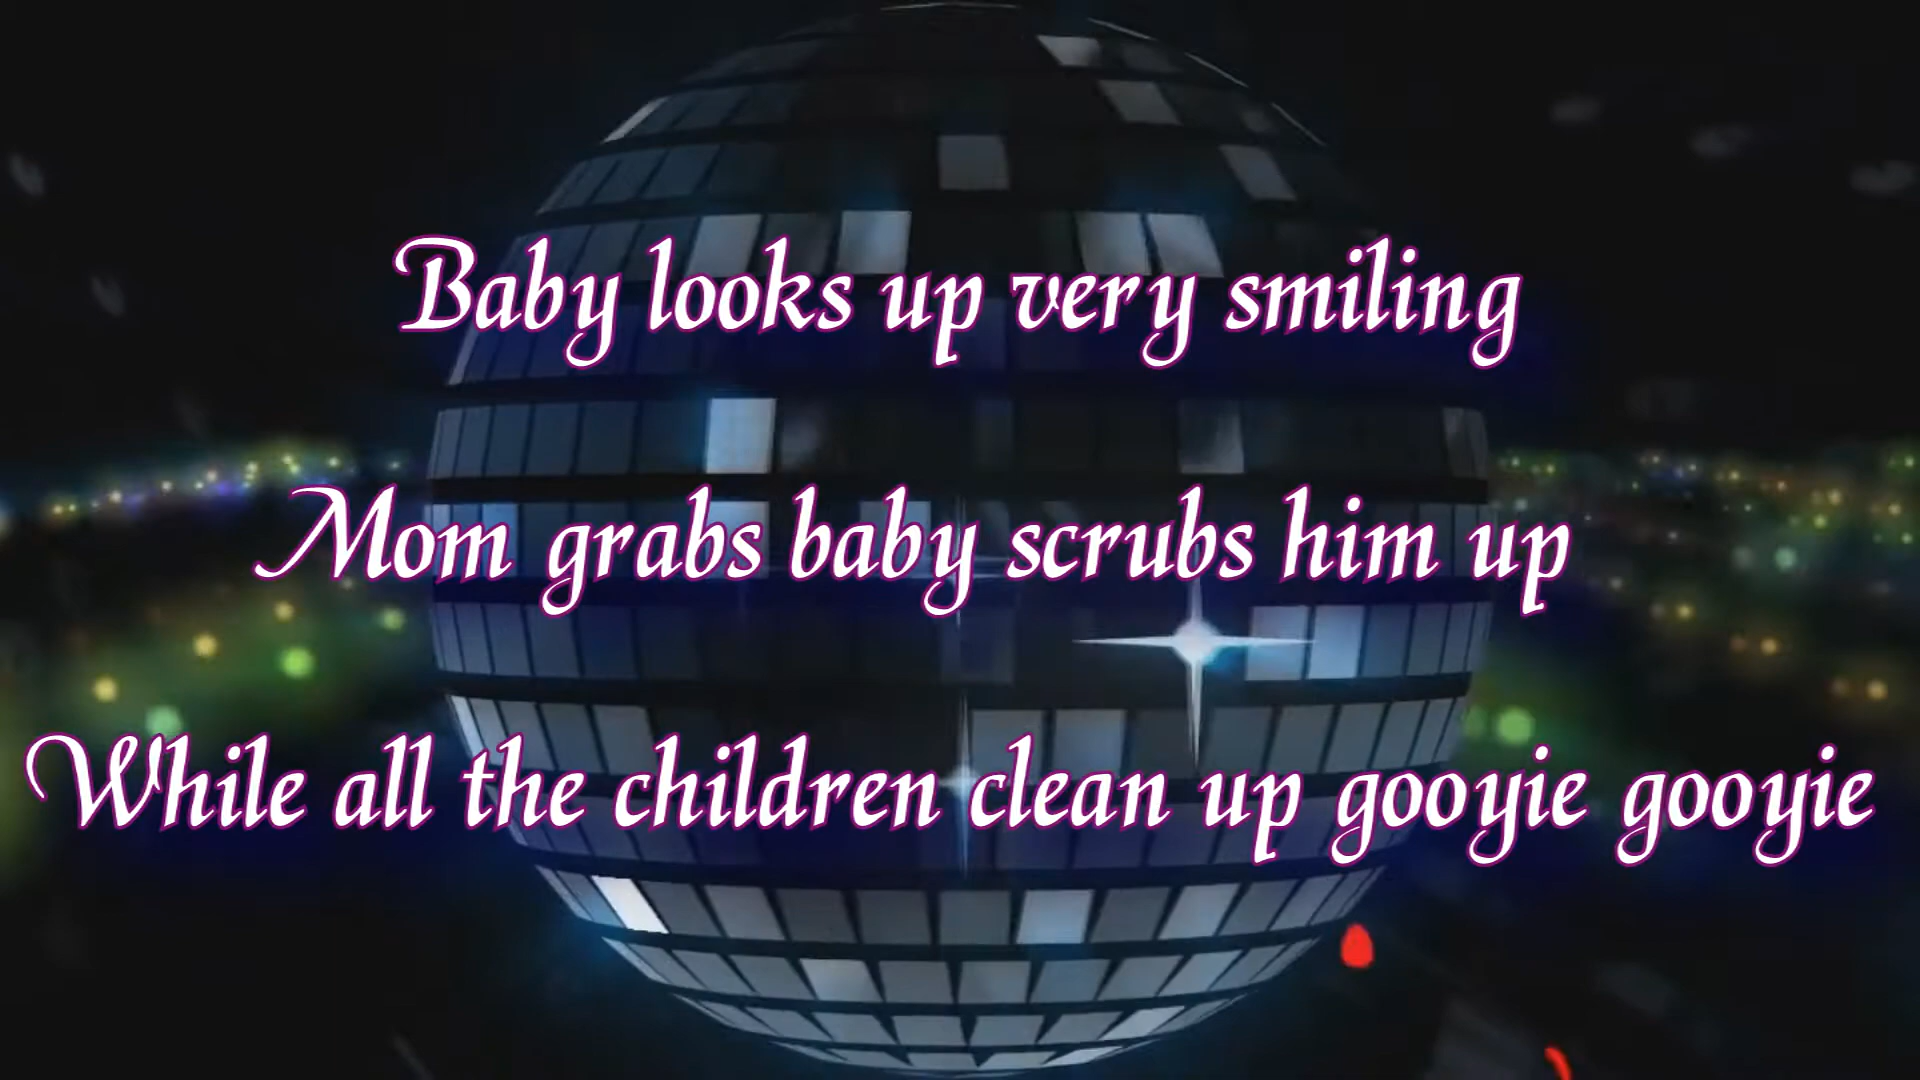 Baby looks up very smiling
Mom grabs baby scrubs him up
While all the children clean up gooyie gooyie